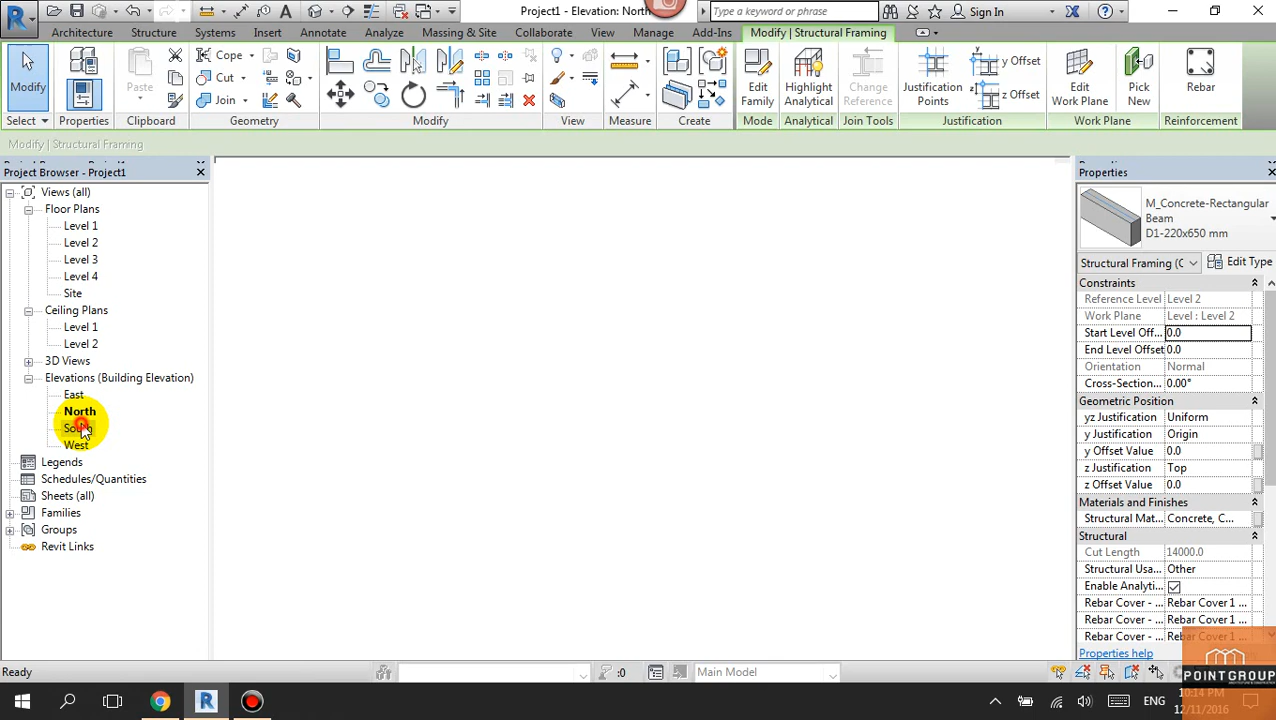 Project1 - Elevation: North
Type a keyword or phrase
Sign In
Architecture Structure Systems Insert Annotate Analyze Massing & Site Collaborate View Manage Add-Ins Modify | Structural Framing
Modify
Select
Properties
Paste
Clipboard
Cope
Cut
Join
Geometry
Modify
View
Measure
Create
Edit
Family
Mode
Highlight
Analytical
Analytical
Change
Reference
Join Tools
Justification
Points
y Offset
z Offset
Justification
Edit
Work Plane
Pick
New
Work Plane
Rebar
Reinforcement
Modify | Structural Framing
Project Browser - Project1
Views (all)
Floor Plans
Level 1
Level 2
Level 3
Level 4
Site
Ceiling Plans
Level 1
Level 2
3D Views
Elevations (Building Elevation)
East
North
West
Legends
Schedules/Quantities
Sheets (all)
Families
Groups
Revit Links
Properties
M_Concrete-Rectangular
Beam
D1-220x650 mm
Structural Framing (C
Edit Type
Constraints
Reference Level Level 2
Work Plane Level : Level 2
Start Level Off... 0.0
End Level Offset 0.0
Orientation Normal
Cross-Section... 0.00°
Geometric Position
yz Justification Uniform
y Justification Origin
y Offset Value 0.0
z Justification Top
z Offset Value 0.0
Materials and Finishes
Structural Mat... Concrete, C...
Structural
Cut Length 14000.0
Structural Usa... Other
Enable Analyti...
Rebar Cover - ... Rebar Cover 1 ...
Rebar Cover - ... Rebar Cover 1 ...
Rebar Cover - ... Rebar Cover 1 ...
Properties help
Ready
:0
Main Model
POINTGROUP
ENG
10:14 PM
12/11/2016